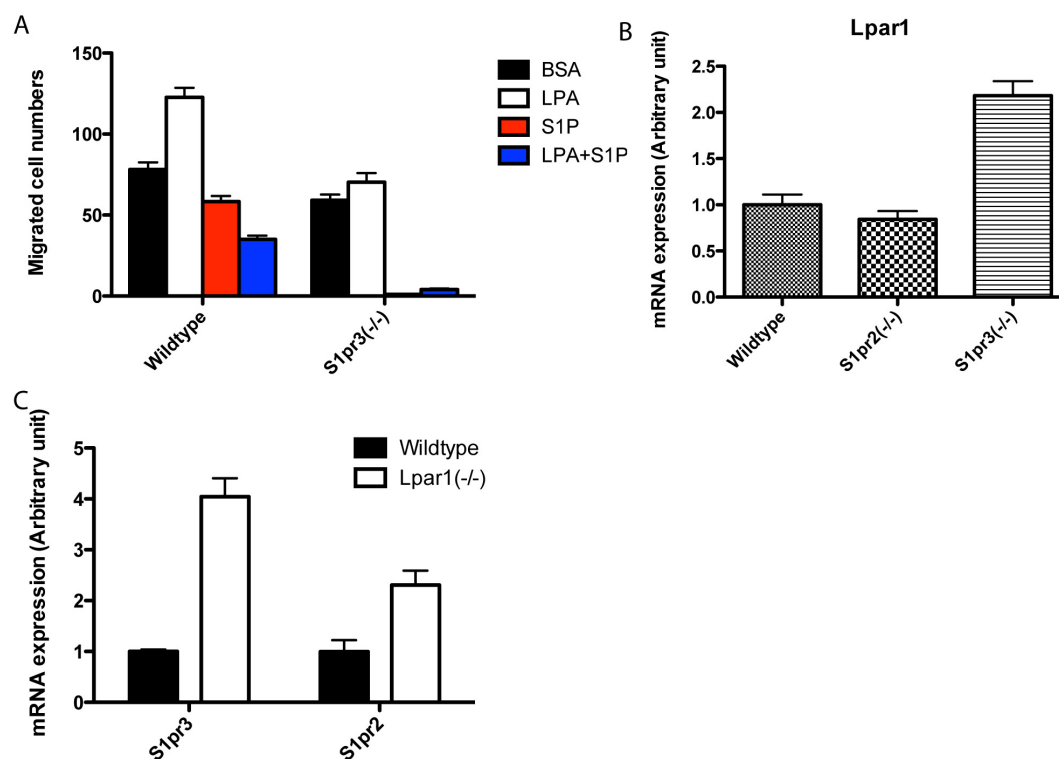 A
Migrated cell numbers
150
100
50
0
Wildtype
S1pr3(-/-)
BSA
LPA
S1P
LPA+S1P
B
Lpar1
mRNA expression (Arbitrary unit)
2.5
2.0
1.5
1.0
0.5
0.0
Wildtype
S1pr2(-/-)
S1pr3(-/-)
C
mRNA expression (Arbitrary unit)
5
4
3
2
1
0
S1pr3
S1pr2
Wildtype
Lpar1(-/-)